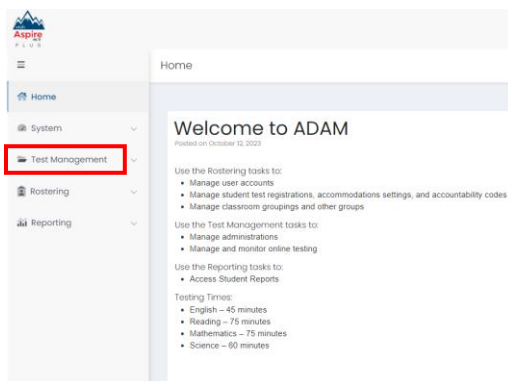 Aspire
PLUS
Home
Home
System
Test Management
Rostering
Reporting
Welcome to ADAM
Posted on October 12, 2023
Use the Rostering tasks to:
• Manage user accounts
• Manage student test registrations, accommodations settings, and accountability codes
• Manage classroom groupings and other groups
Use the Test Management tasks to:
• Manage administrations
• Manage and monitor online testing
Use the Reporting tasks to:
• Access Student Reports
Testing Times:
• English – 45 minutes
• Reading – 75 minutes
• Mathematics – 75 minutes
• Science – 60 minutes